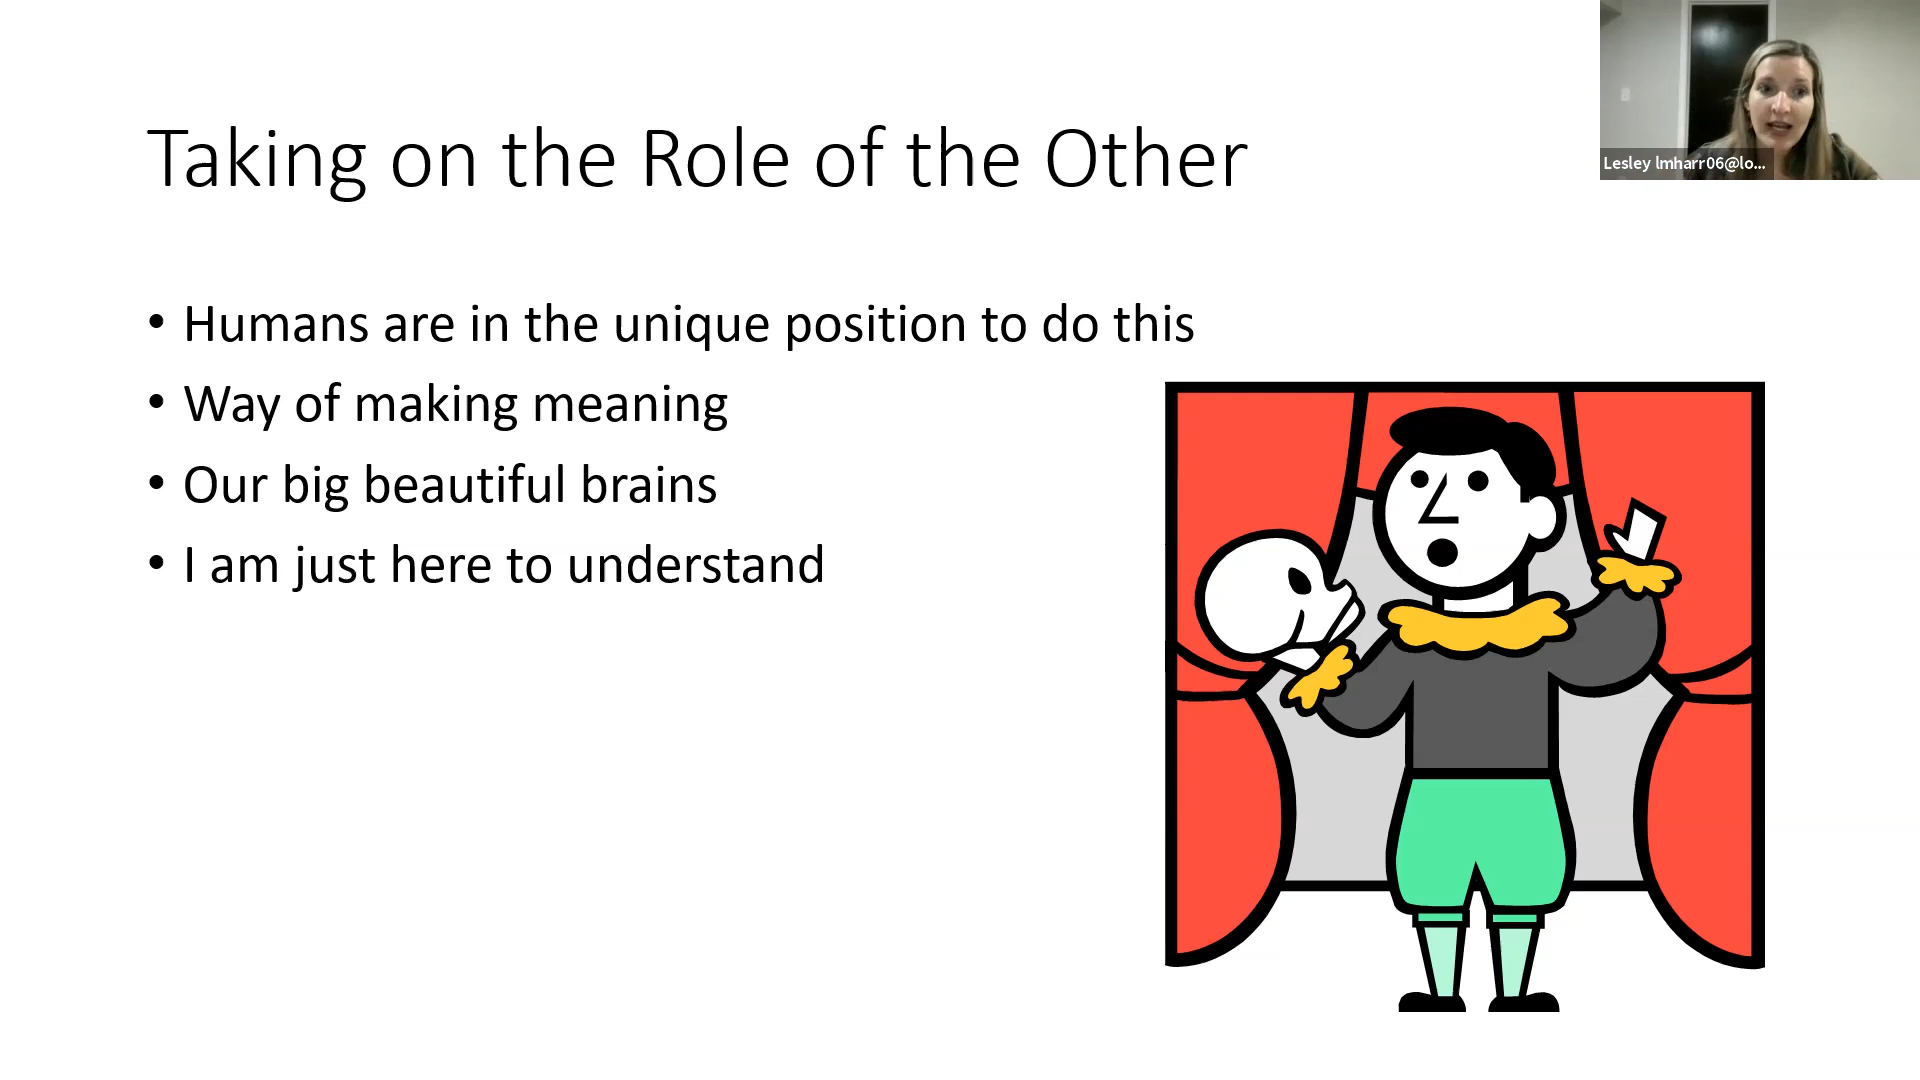 Taking on the Role of the Other
Lesley lmharr06@lo...
• Humans are in the unique position to do this
• Way of making meaning
• Our big beautiful brains
• I am just here to understand